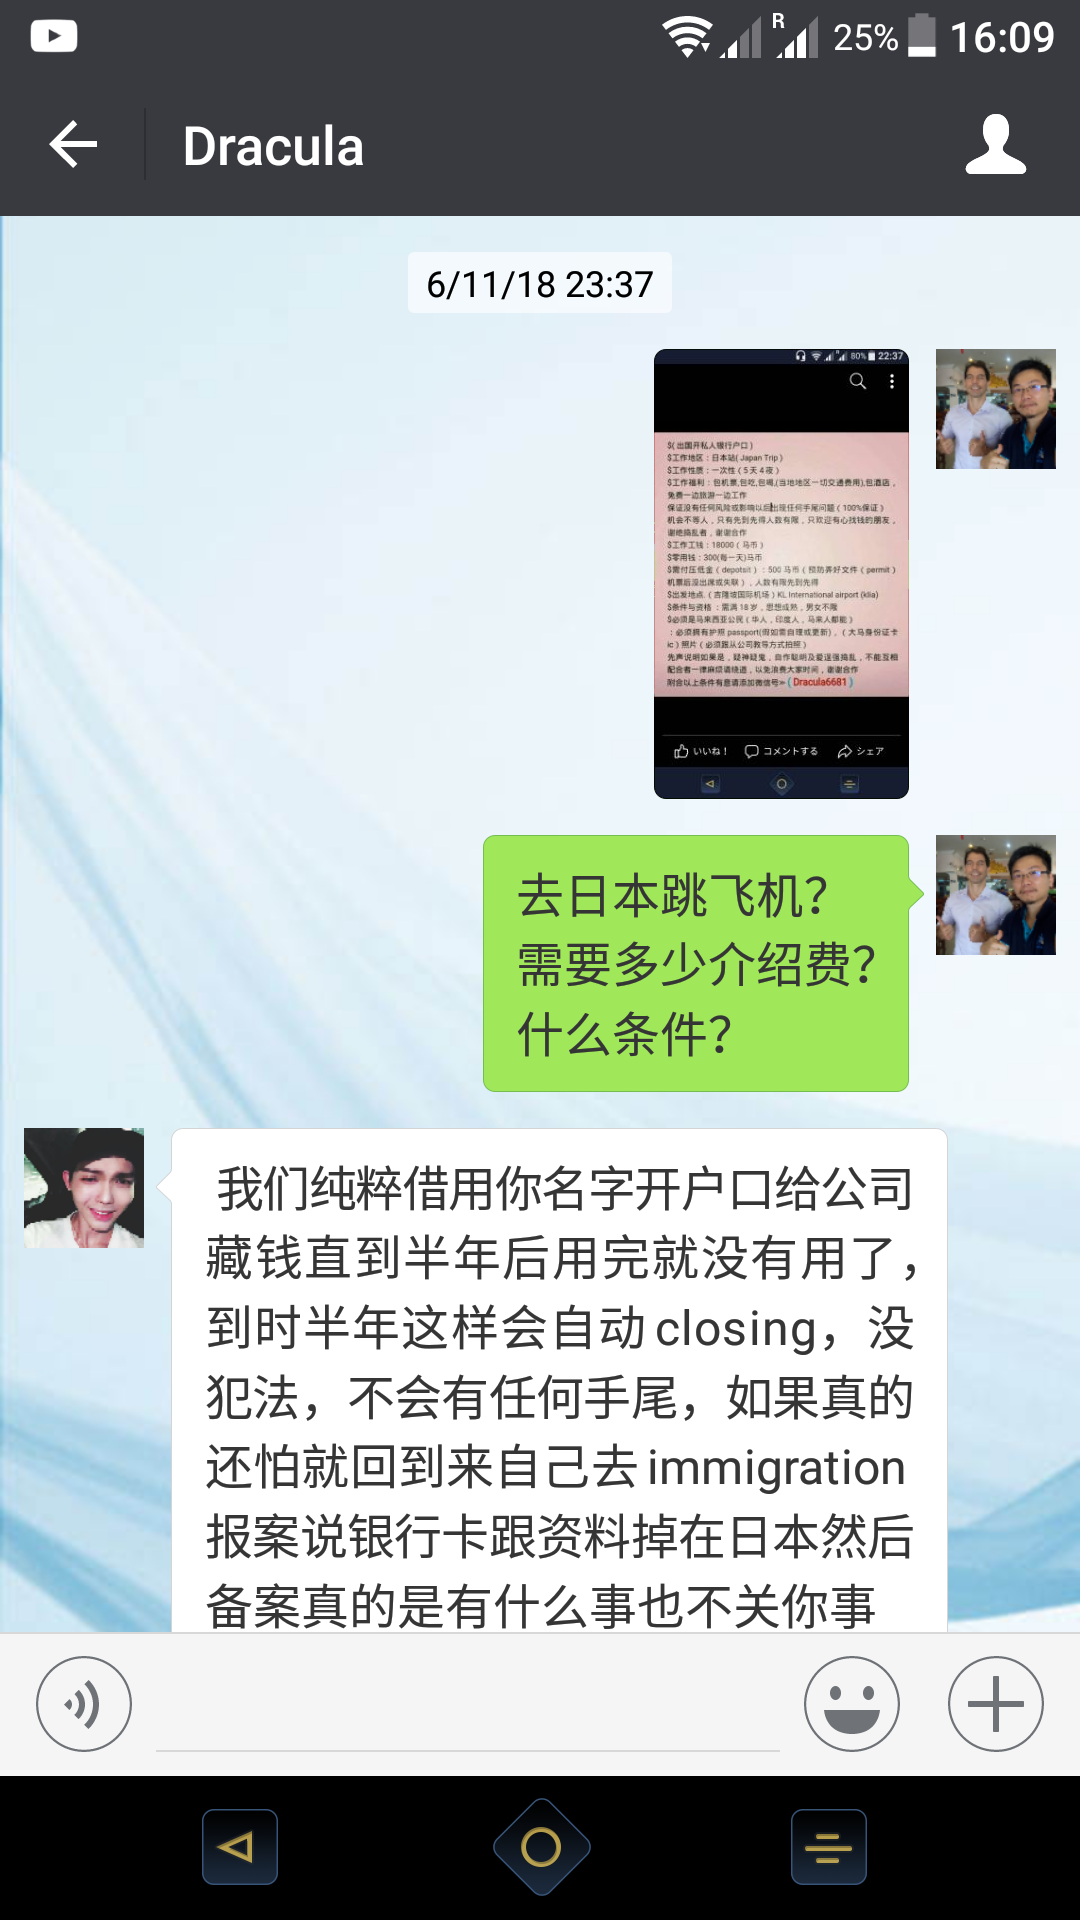 R 25% 16:09
Dracula
6/11/18 23:37
80% 22:37
$(出国开私人银行户口)
$工作地区：日本站( Japan Trip )
$工作性质：一次性（5天4夜）
$工作福利：包机票,包吃,包喝,(当地地区一切交通费用),包酒店，
免费一边旅游一边工作
保证没有任何风险或影响以后出现任何手尾问题（100%保证）
机会不等人，只有先到先得人数有限，只欢迎有心找钱的朋友，
谢绝捣乱者，谢谢合作
$工作工钱：18000（马币）
$零用钱：300(每一天)马币
$需付压低金（depotsit）：500 马币（预防弄好文件（permit）
机票后没出席或失联），人数有限先到先得
$出发地点.（吉隆坡国际机场）KL International airport (klia)
$条件与资格 ：需满 18 岁，思想成熟，男女不限
$必须是马来西亚公民（华人，印度人，马来人都能）
：必须拥有护照 passport(得如需自理或更新)，（大马身份证卡
ic）照片（必须跟从公司教导方式拍照）
先声说明如果是，疑神疑鬼，自作聪明及爱逞强捣乱，不能互相
配合者一律麻烦请绕道，以免浪费大家时间，谢谢合作
附合以上条件有意请添加微信号≫ ( Dracula6681 )
いいね！ コメントする シェア
去日本跳飞机？
需要多少介绍费？
什么条件？
我们纯粹借用你名字开户口给公司
藏钱直到半年后用完就没有用了，
到时半年这样会自动closing，没
犯法，不会有任何手尾，如果真的
还怕就回到来自己去immigration
报案说银行卡跟资料掉在日本然后
备案真的是有什么事也不关你事